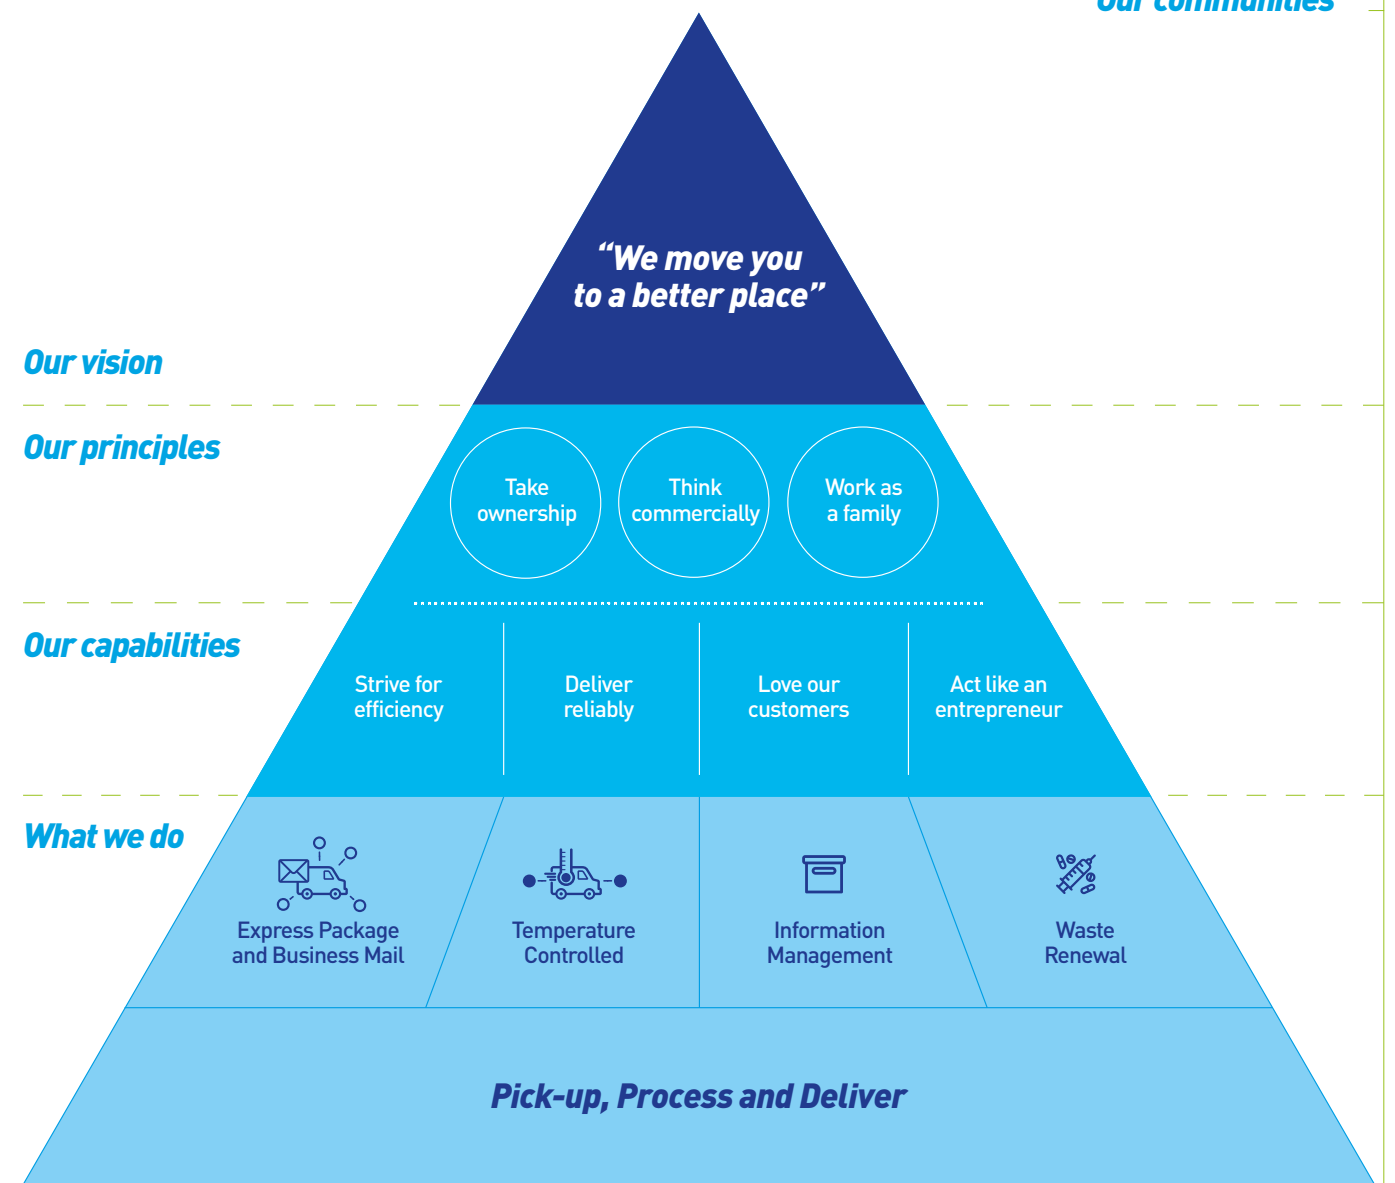 Our communities
“We move you
to a better place”
Our vision
Our principles
Take
ownership
Think
commercially
Work as
a family
Our capabilities
Strive for
efficiency
Deliver
reliably
Love our
customers
Act like an
entrepreneur
What we do
Express Package
and Business Mail
Temperature
Controlled
Information
Management
Waste
Renewal
Pick-up, Process and Deliver